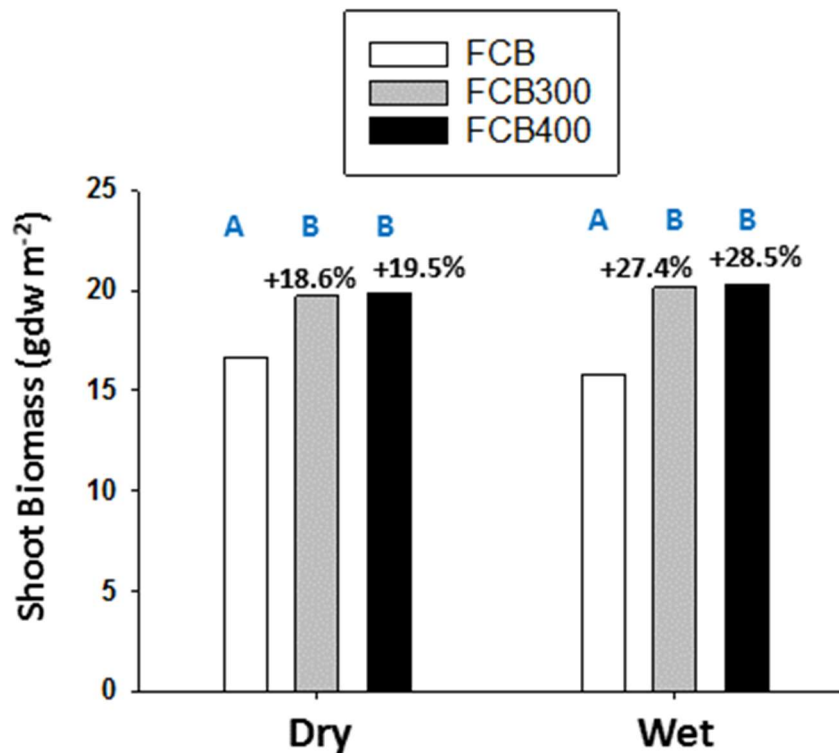 FCB
FCB300
FCB400
Shoot Biomass (gdw m⁻²)
25
20
15
10
5
0
A B B
+18.6% +19.5%
A B B
+27.4% +28.5%
Dry Wet